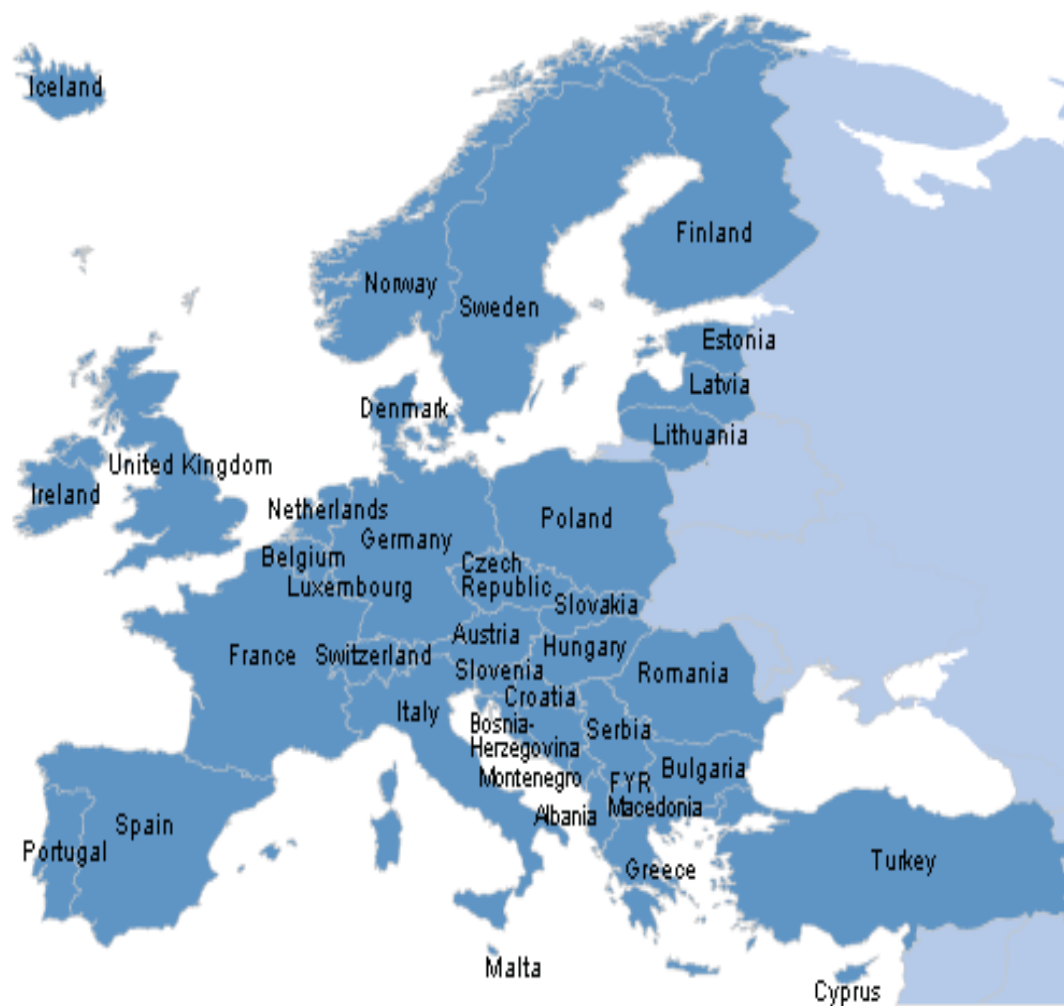 Iceland
Finland
Norway
Sweden
Estonia
Latvia
Denmark
Lithuania
United Kingdom
Ireland
Netherlands
Poland
Germany
Belgium
Czech
Republic
Luxembourg
Slovakia
Austria
Hungary
France
Switzerland
Slovenia
Romania
Croatia
Italy
Bosnia-
Herzegovina
Serbia
Bulgaria
Montenegro
FYR
Macedonia
Albania
Spain
Portugal
Greece
Turkey
Malta
Cyprus